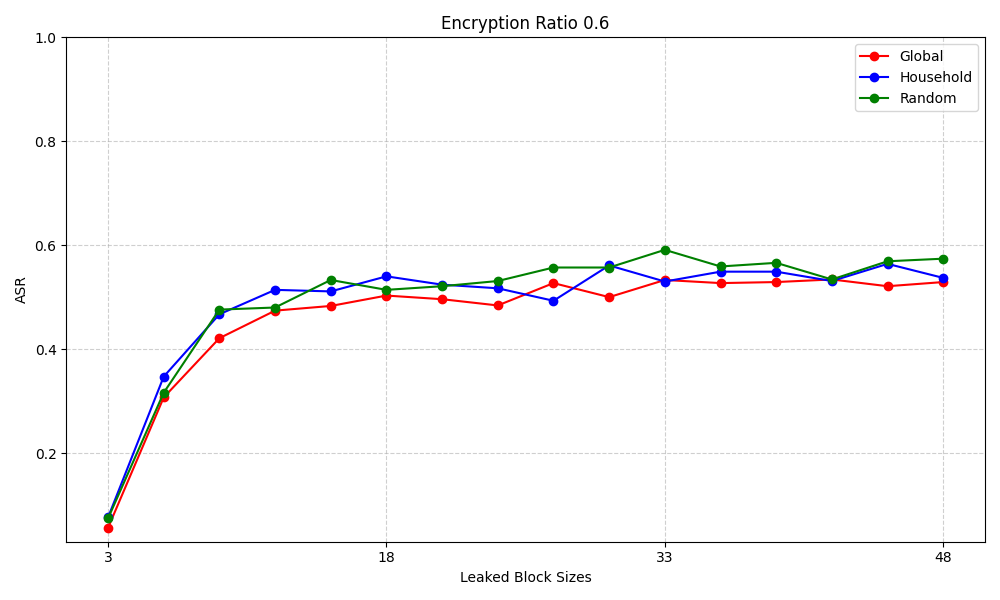 Encryption Ratio 0.6
1.0
0.8
0.6
0.4
0.2
ASR
Global
Household
Random
3
18
33
48
Leaked Block Sizes